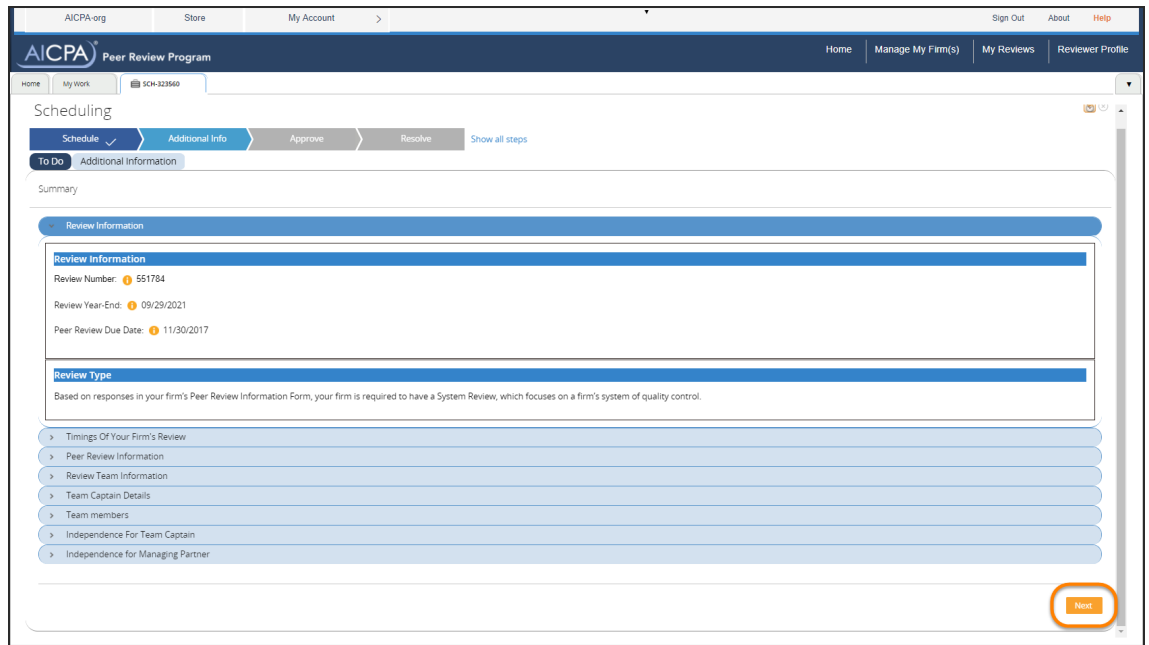 AICPA-org Store My Account Sign Out About Help
AICPA Peer Review Program Home Manage My Firm(s) My Reviews Reviewer Profile
Home My Work SCH-323560
Scheduling
Schedule Additional Info Approve Resolve Show all steps
To Do Additional Information
Summary
Review Information
Review Information
Review Number: 551784
Review Year-End: 09/29/2021
Peer Review Due Date: 11/30/2017
Review Type
Based on responses in your firm's Peer Review Information Form, your firm is required to have a System Review, which focuses on a firm's system of quality control.
Timings Of Your Firm's Review
Peer Review Information
Review Team Information
Team Captain Details
Team members
Independence For Team Captain
Independence for Managing Partner
Next